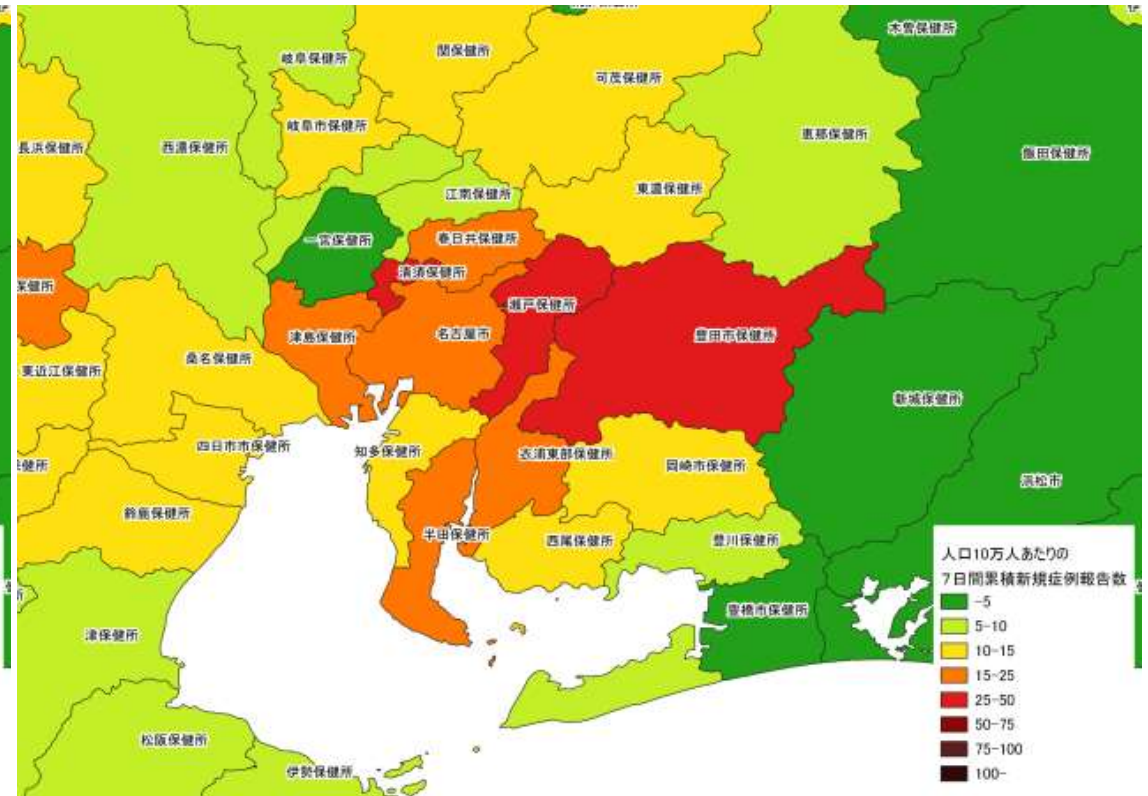 木曽保健所
岐阜保健所
関保健所
可茂保健所
岐阜市保健所
恵那保健所
長浜保健所
西濃保健所
飯田保健所
東濃保健所
江南保健所
一宮保健所
春日井保健所
清須保健所
保健所
瀬戸保健所
津島保健所
名古屋市
豊田市保健所
桑名保健所
東近江保健所
新城保健所
四日市市保健所
知多保健所
衣浦東部保健所
岡崎市保健所
保健所
浜松市
鈴鹿保健所
半田保健所
西尾保健所
豊川保健所
豊橋市保健所
津保健所
松阪保健所
伊勢保健所
人口10万人あたりの
7日間累積新規症例報告数
-5
5-10
10-15
15-25
25-50
50-75
75-100
100-